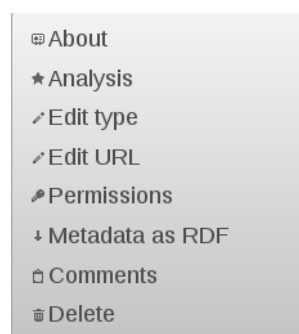 About
Analysis
Edit type
Edit URL
Permissions
Metadata as RDF
Comments
Delete